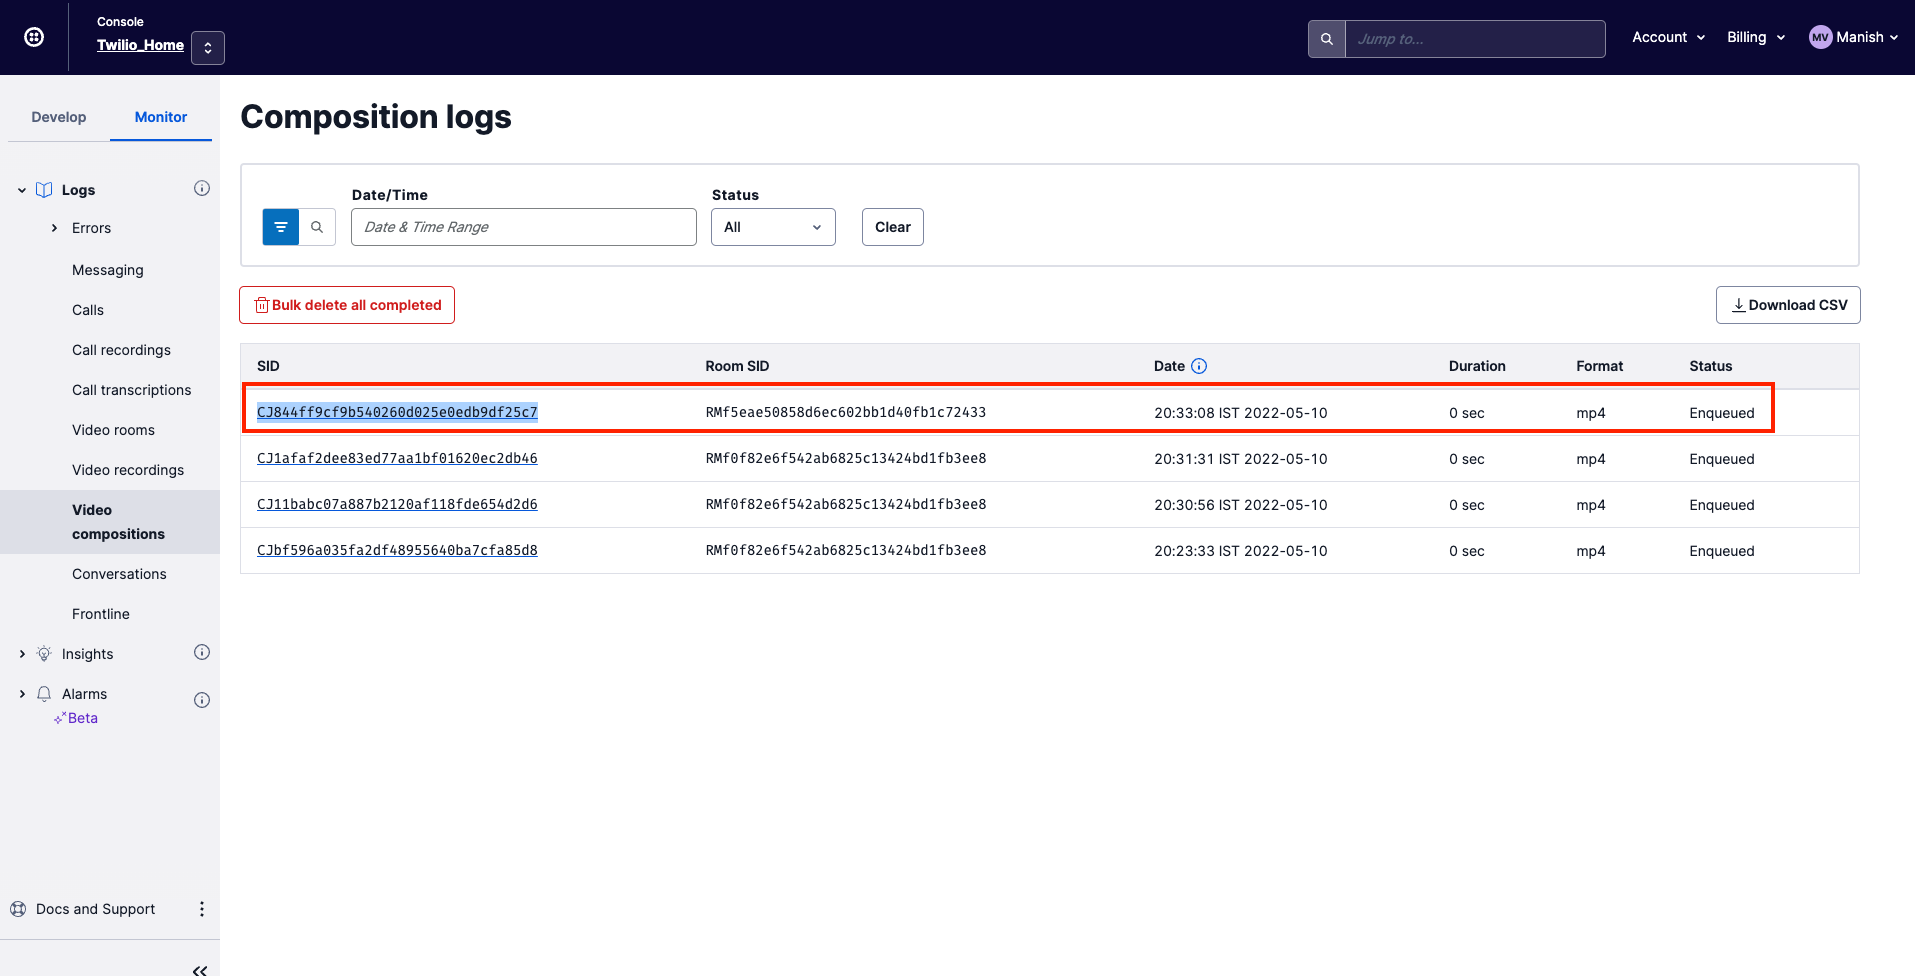 Console
Twilio_Home
Jump to...
Account
Billing
MV
Manish
Develop
Monitor
Logs
Errors
Messaging
Calls
Call recordings
Call transcriptions
Video rooms
Video recordings
Video
compositions
Conversations
Frontline
Insights
Alarms
Beta
Docs and Support
Composition logs
Date/Time
Status
Date & Time Range
All
Clear
Bulk delete all completed
Download CSV
SID Room SID Date Duration Format Status
CJ844ff9cf9b540260d025e0edb9df25c7 RMf5eae50858d6ec602bb1d40fb1c72433 20:33:08 IST 2022-05-10 0 sec mp4 Enqueued
CJ1afaf2dee83ed77aa1bf01620ec2db46 RMf0f82e6f542ab6825c13424bd1fb3ee8 20:31:31 IST 2022-05-10 0 sec mp4 Enqueued
CJ11babc07a887b2120af118fde654d2d6 RMf0f82e6f542ab6825c13424bd1fb3ee8 20:30:56 IST 2022-05-10 0 sec mp4 Enqueued
CJbf596a035fa2df48955640ba7cfa85d8 RMf0f82e6f542ab6825c13424bd1fb3ee8 20:23:33 IST 2022-05-10 0 sec mp4 Enqueued